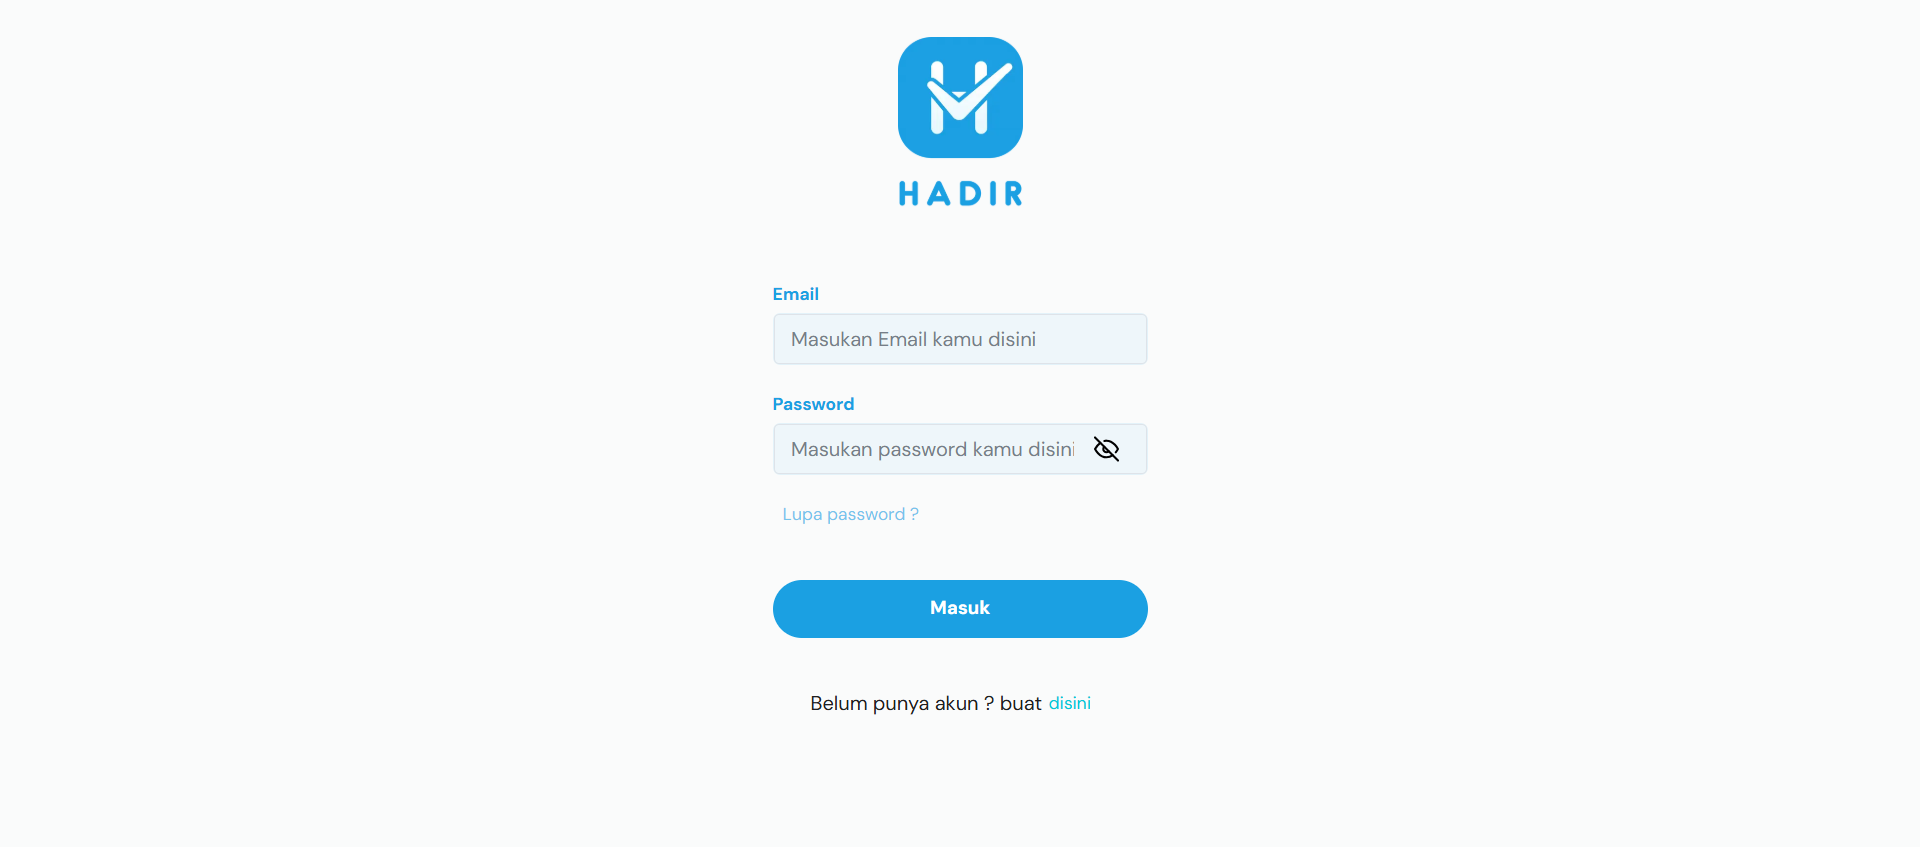 HADIR
Email
Masukan Email kamu disini
Password
Masukan password kamu disini
Lupa password ?
Masuk
Belum punya akun ? buat disini